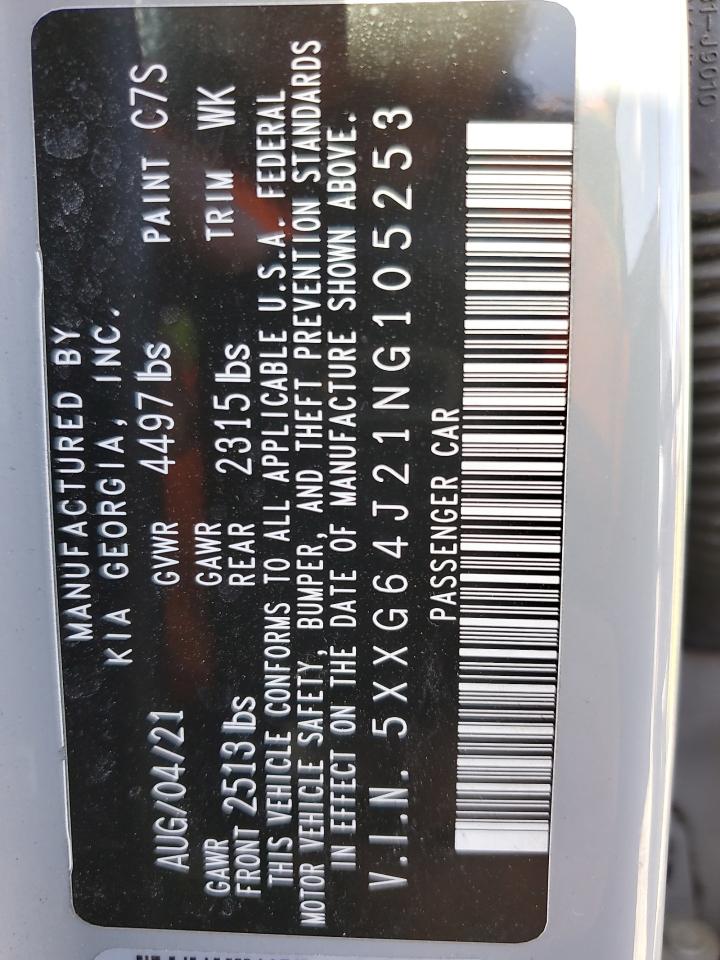 MANUFACTURED BY
KIA GEORGIA, INC.
AUG/04/21 GVWR 4497 lbs PAINT C7S
GAWR FRONT 2513 lbs GAWR REAR 2315 lbs TRIM WK
THIS VEHICLE CONFORMS TO ALL APPLICABLE U.S.A. FEDERAL
MOTOR VEHICLE SAFETY, BUMPER, AND THEFT PREVENTION STANDARDS
IN EFFECT ON THE DATE OF MANUFACTURE SHOWN ABOVE.
V.I.N. 5XXG64J21NG105253
PASSENGER CAR